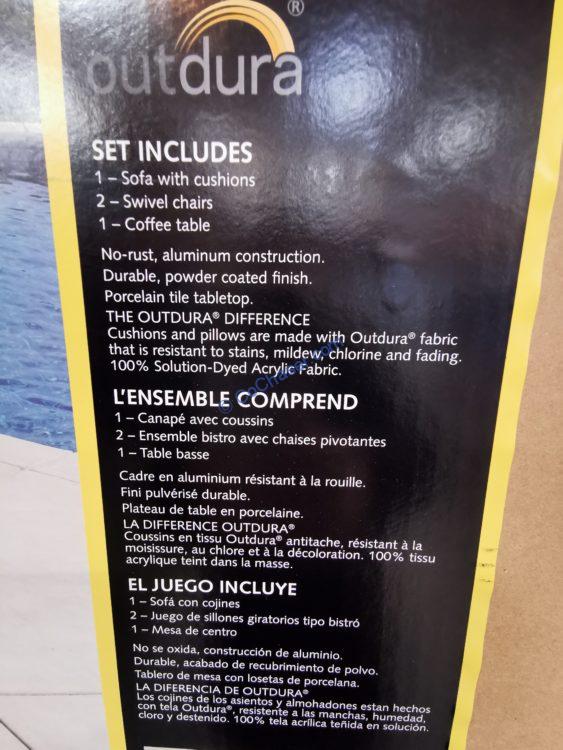 outdura®
SET INCLUDES
1 – Sofa with cushions
2 – Swivel chairs
1 – Coffee table
No-rust, aluminum construction.
Durable, powder coated finish.
Porcelain tile tabletop.
THE OUTDURA® DIFFERENCE
Cushions and pillows are made with Outdura® fabric
that is resistant to stains, mildew, chlorine and fading.
100% Solution-Dyed Acrylic Fabric.
© CoChaser.com
L'ENSEMBLE COMPREND
1 – Canapé avec coussins
2 – Ensemble bistro avec chaises pivotantes
1 – Table basse
Cadre en aluminium résistant à la rouille.
Fini pulvérisé durable.
Plateau de table en porcelaine.
LA DIFFERENCE OUTDURA®
Coussins en tissu Outdura® antitache, résistant à la
moisissure, au chlore et à la décoloration. 100% tissu
acrylique teint dans la masse.
EL JUEGO INCLUYE
1 – Sofá con cojines
2 – Juego de sillones giratorios tipo bistró
1 – Mesa de centro
No se oxida, construcción de aluminio.
Durable, acabado de recubrimiento de polvo.
Tablero de mesa con losetas de porcelana.
LA DIFERENCIA DE OUTDURA®
Los cojines de los asientos y almohadones estan hechos
con tela Outdura®, resistente a las manchas, humedad,
cloro y destenido. 100% tela acrílica teñida en solución.